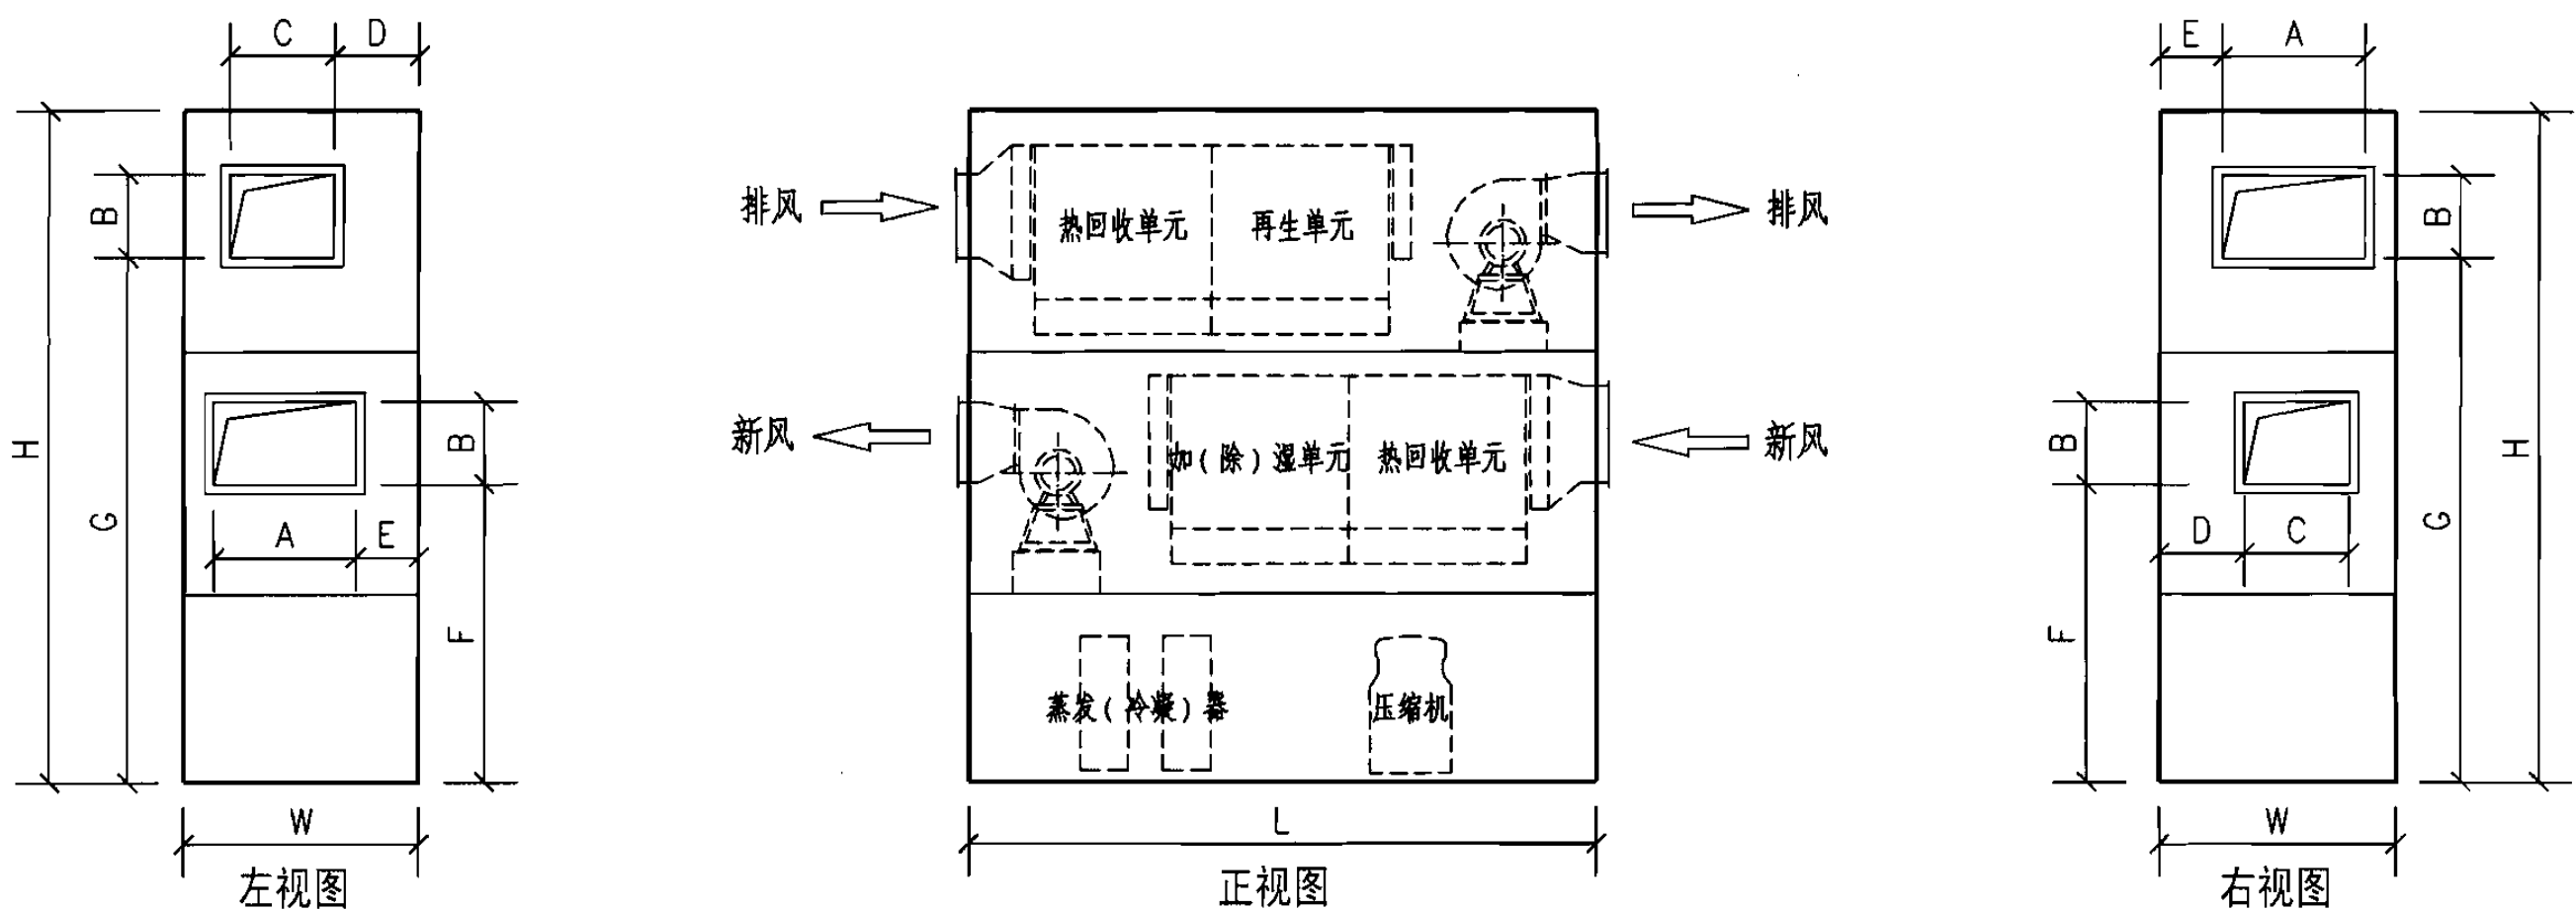 C D
E A
H
B
G
B
A E
F
W
左视图
排风
热回收单元 再生单元
排风
新风
加(除)湿单元 热回收单元
新风
蒸发(冷凝)器
压缩机
L
正视图
B
H
B
G
D C
F
W
右视图